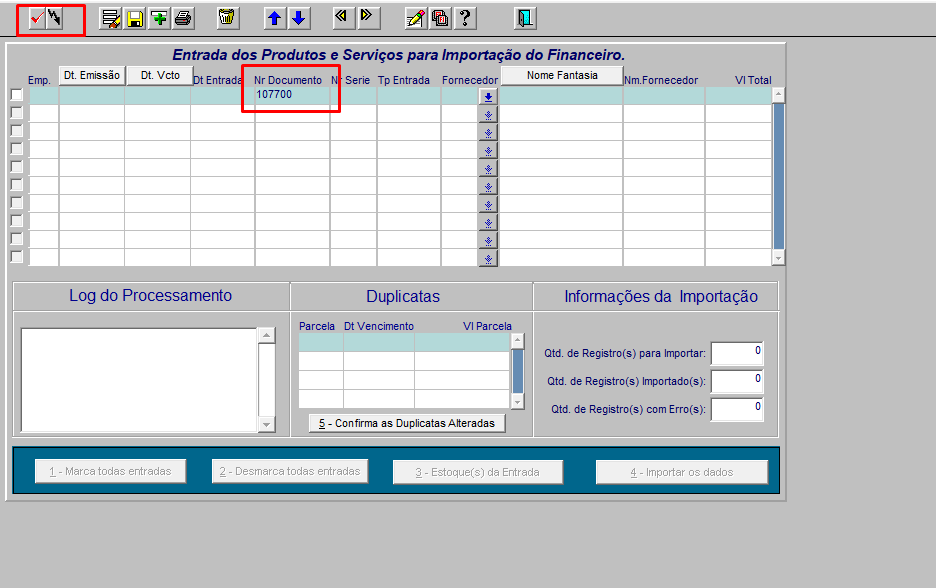 Entrada dos Produtos e Serviços para Importação do Financeiro.
Emp. Dt. Emissão Dt. Vcto Dt Entrada Nr Documento Nr Serie Tp Entrada Fornecedor Nome Fantasia Nm.Fornecedor Vl Total
107700
Log do Processamento
Duplicatas
Informações da Importação
Parcela Dt Vencimento Vl Parcela
Qtd. de Registro(s) para Importar: 0
Qtd. de Registro(s) Importado(s): 0
Qtd. de Registro(s) com Erro(s): 0
5 - Confirma as Duplicatas Alteradas
1 - Marca todas entradas
2 - Desmarca todas entradas
3 - Estoque(s) da Entrada
4 - Importar os dados